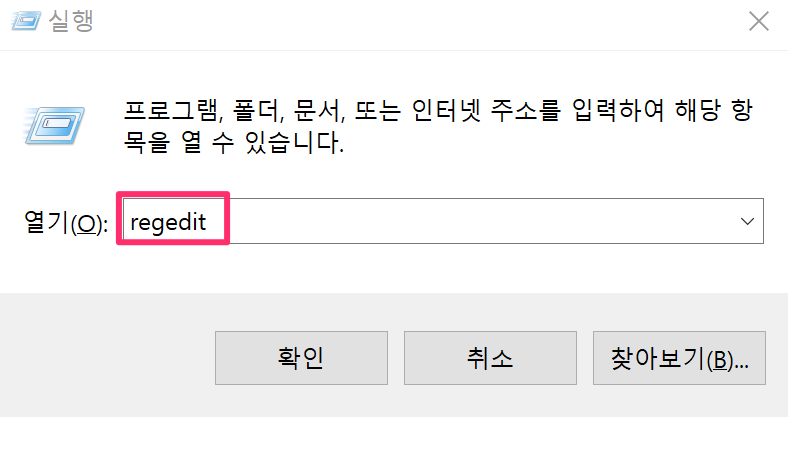 실행
프로그램, 폴더, 문서, 또는 인터넷 주소를 입력하여 해당 항
목을 열 수 있습니다.
열기(O): regedit
확인 취소 찾아보기(B)...